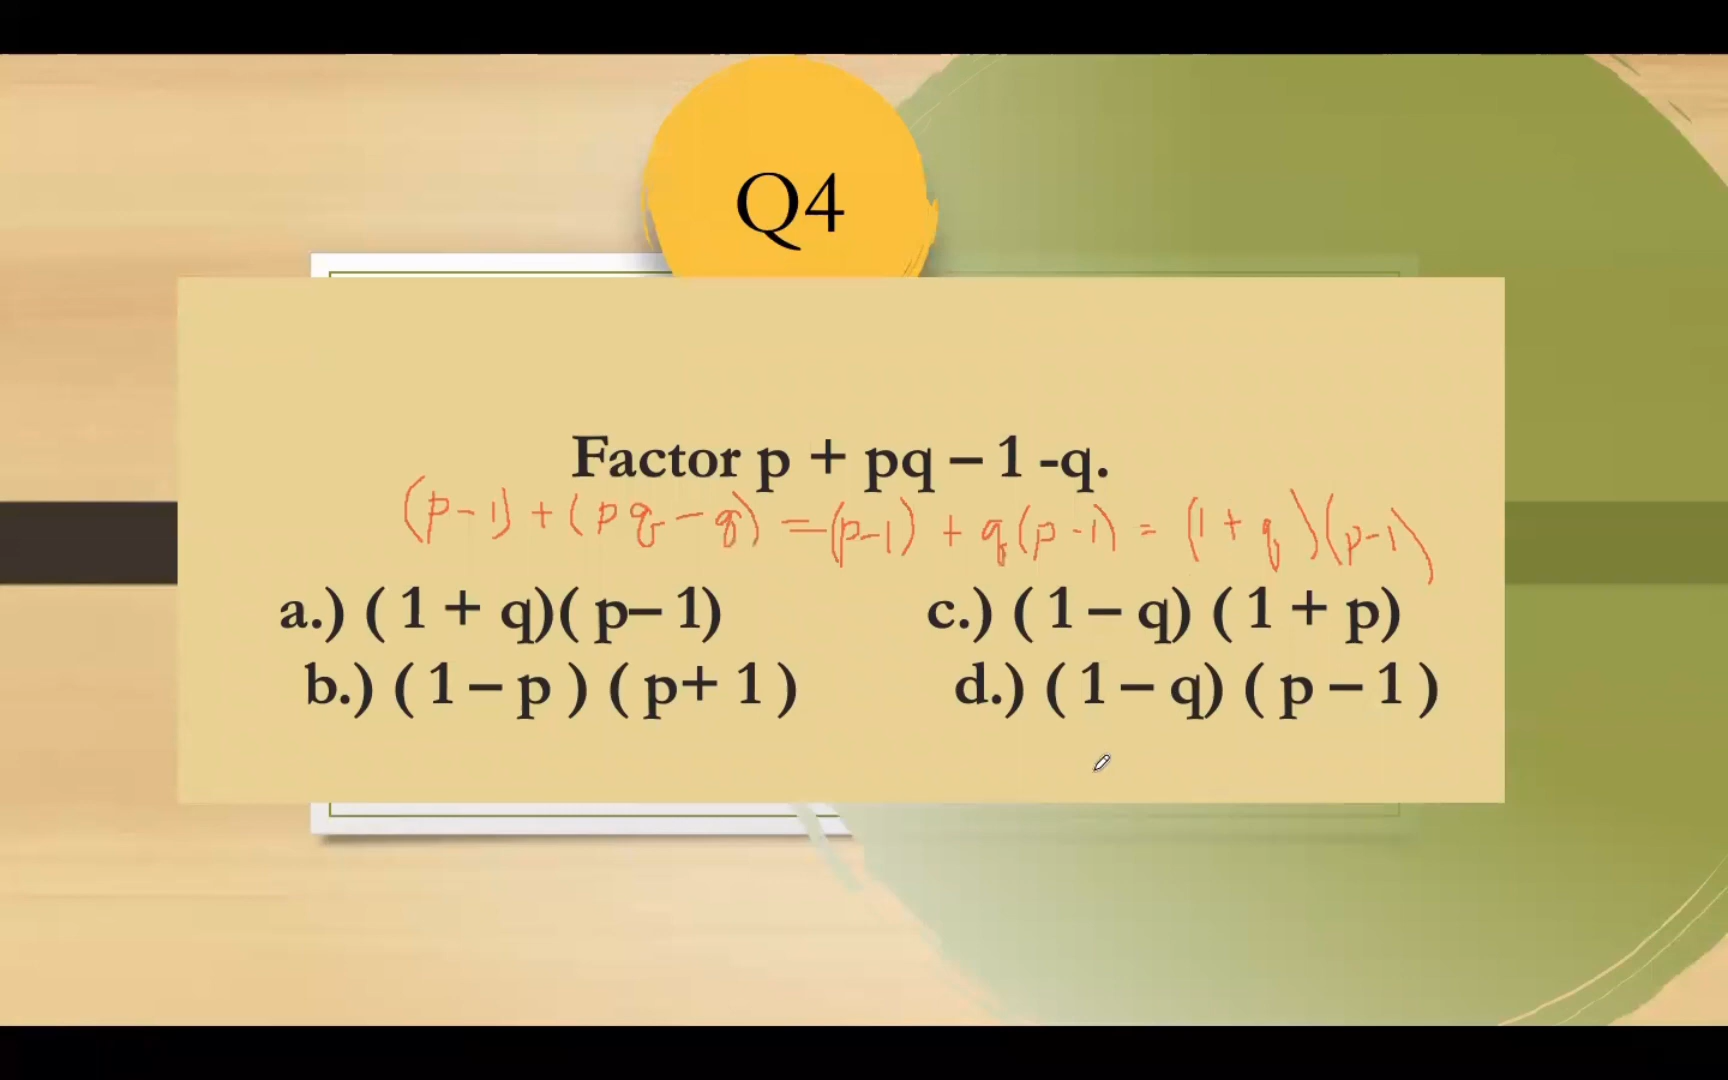 Q4
Factor p + pq – 1 -q.
(p-1) + (pq-q) = (p-1) + q(p-1) = (1+q)(p-1)
a.) ( 1 + q)( p– 1)
c.) ( 1 – q) ( 1 + p)
b.) ( 1 – p ) ( p+ 1 )
d.) ( 1 – q) ( p – 1 )